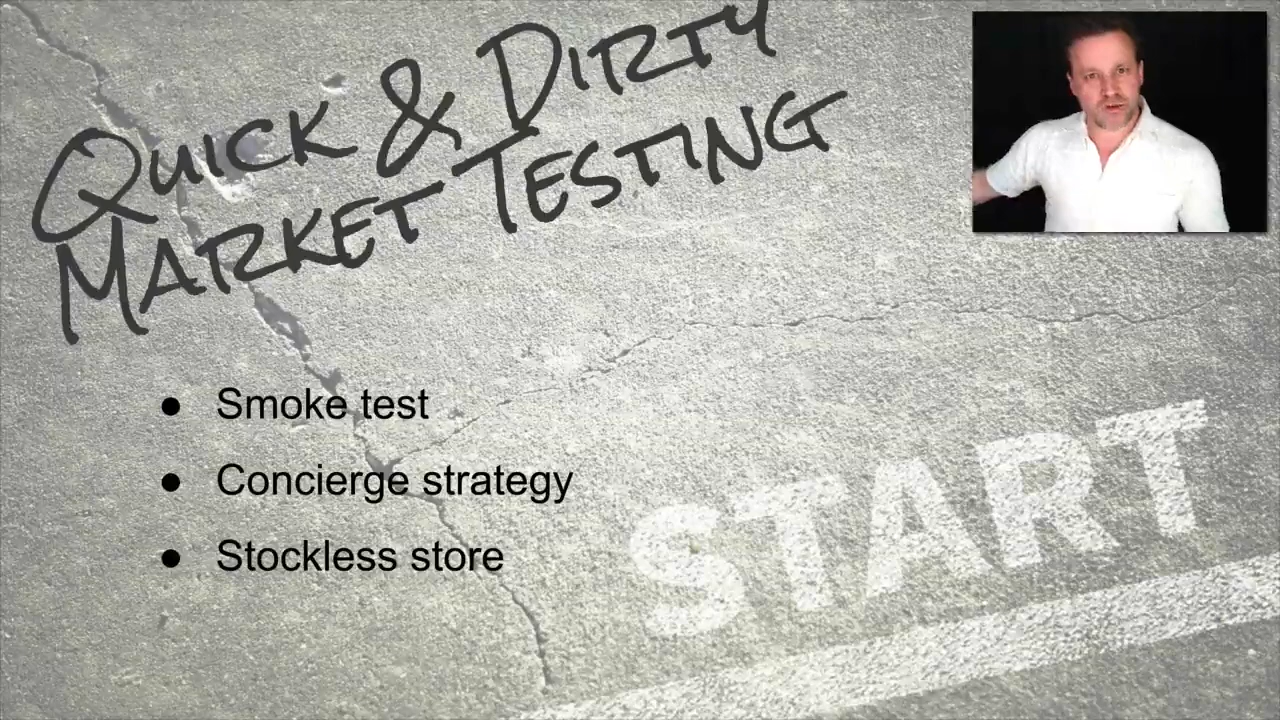 Quick & Dirty
Market Testing
● Smoke test
● Concierge strategy
● Stockless store
START